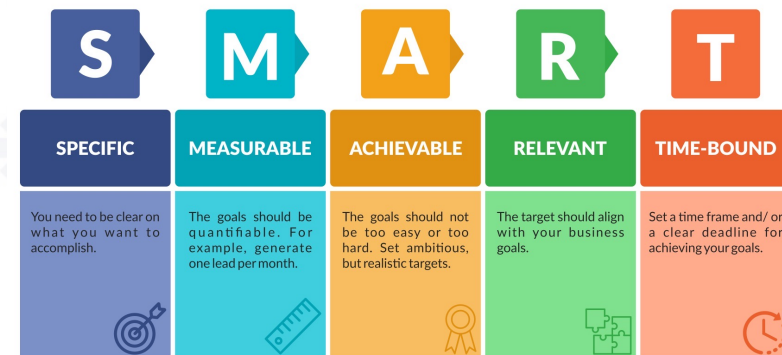 S M A R T
SPECIFIC
MEASURABLE
ACHIEVABLE
RELEVANT
TIME-BOUND
You need to be clear on
what you want to
accomplish.
The goals should be
quantifiable. For
example, generate
one lead per month.
The goals should not
be too easy or too
hard. Set ambitious,
but realistic targets.
The target should align
with your business
goals.
Set a time frame and/ or
a clear deadline for
achieving your goals.